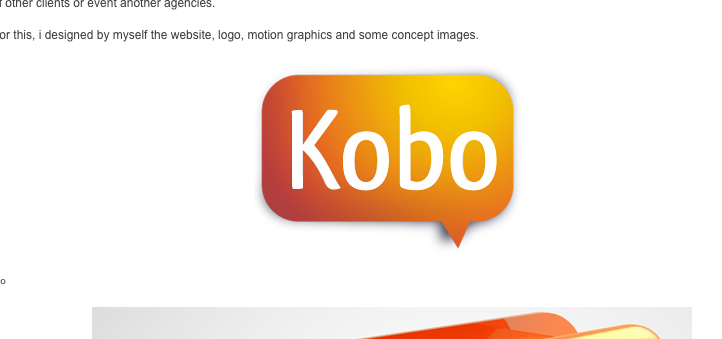 f other clients or event another agencies.
or this, i designed by myself the website, logo, motion graphics and some concept images.
Kobo
o